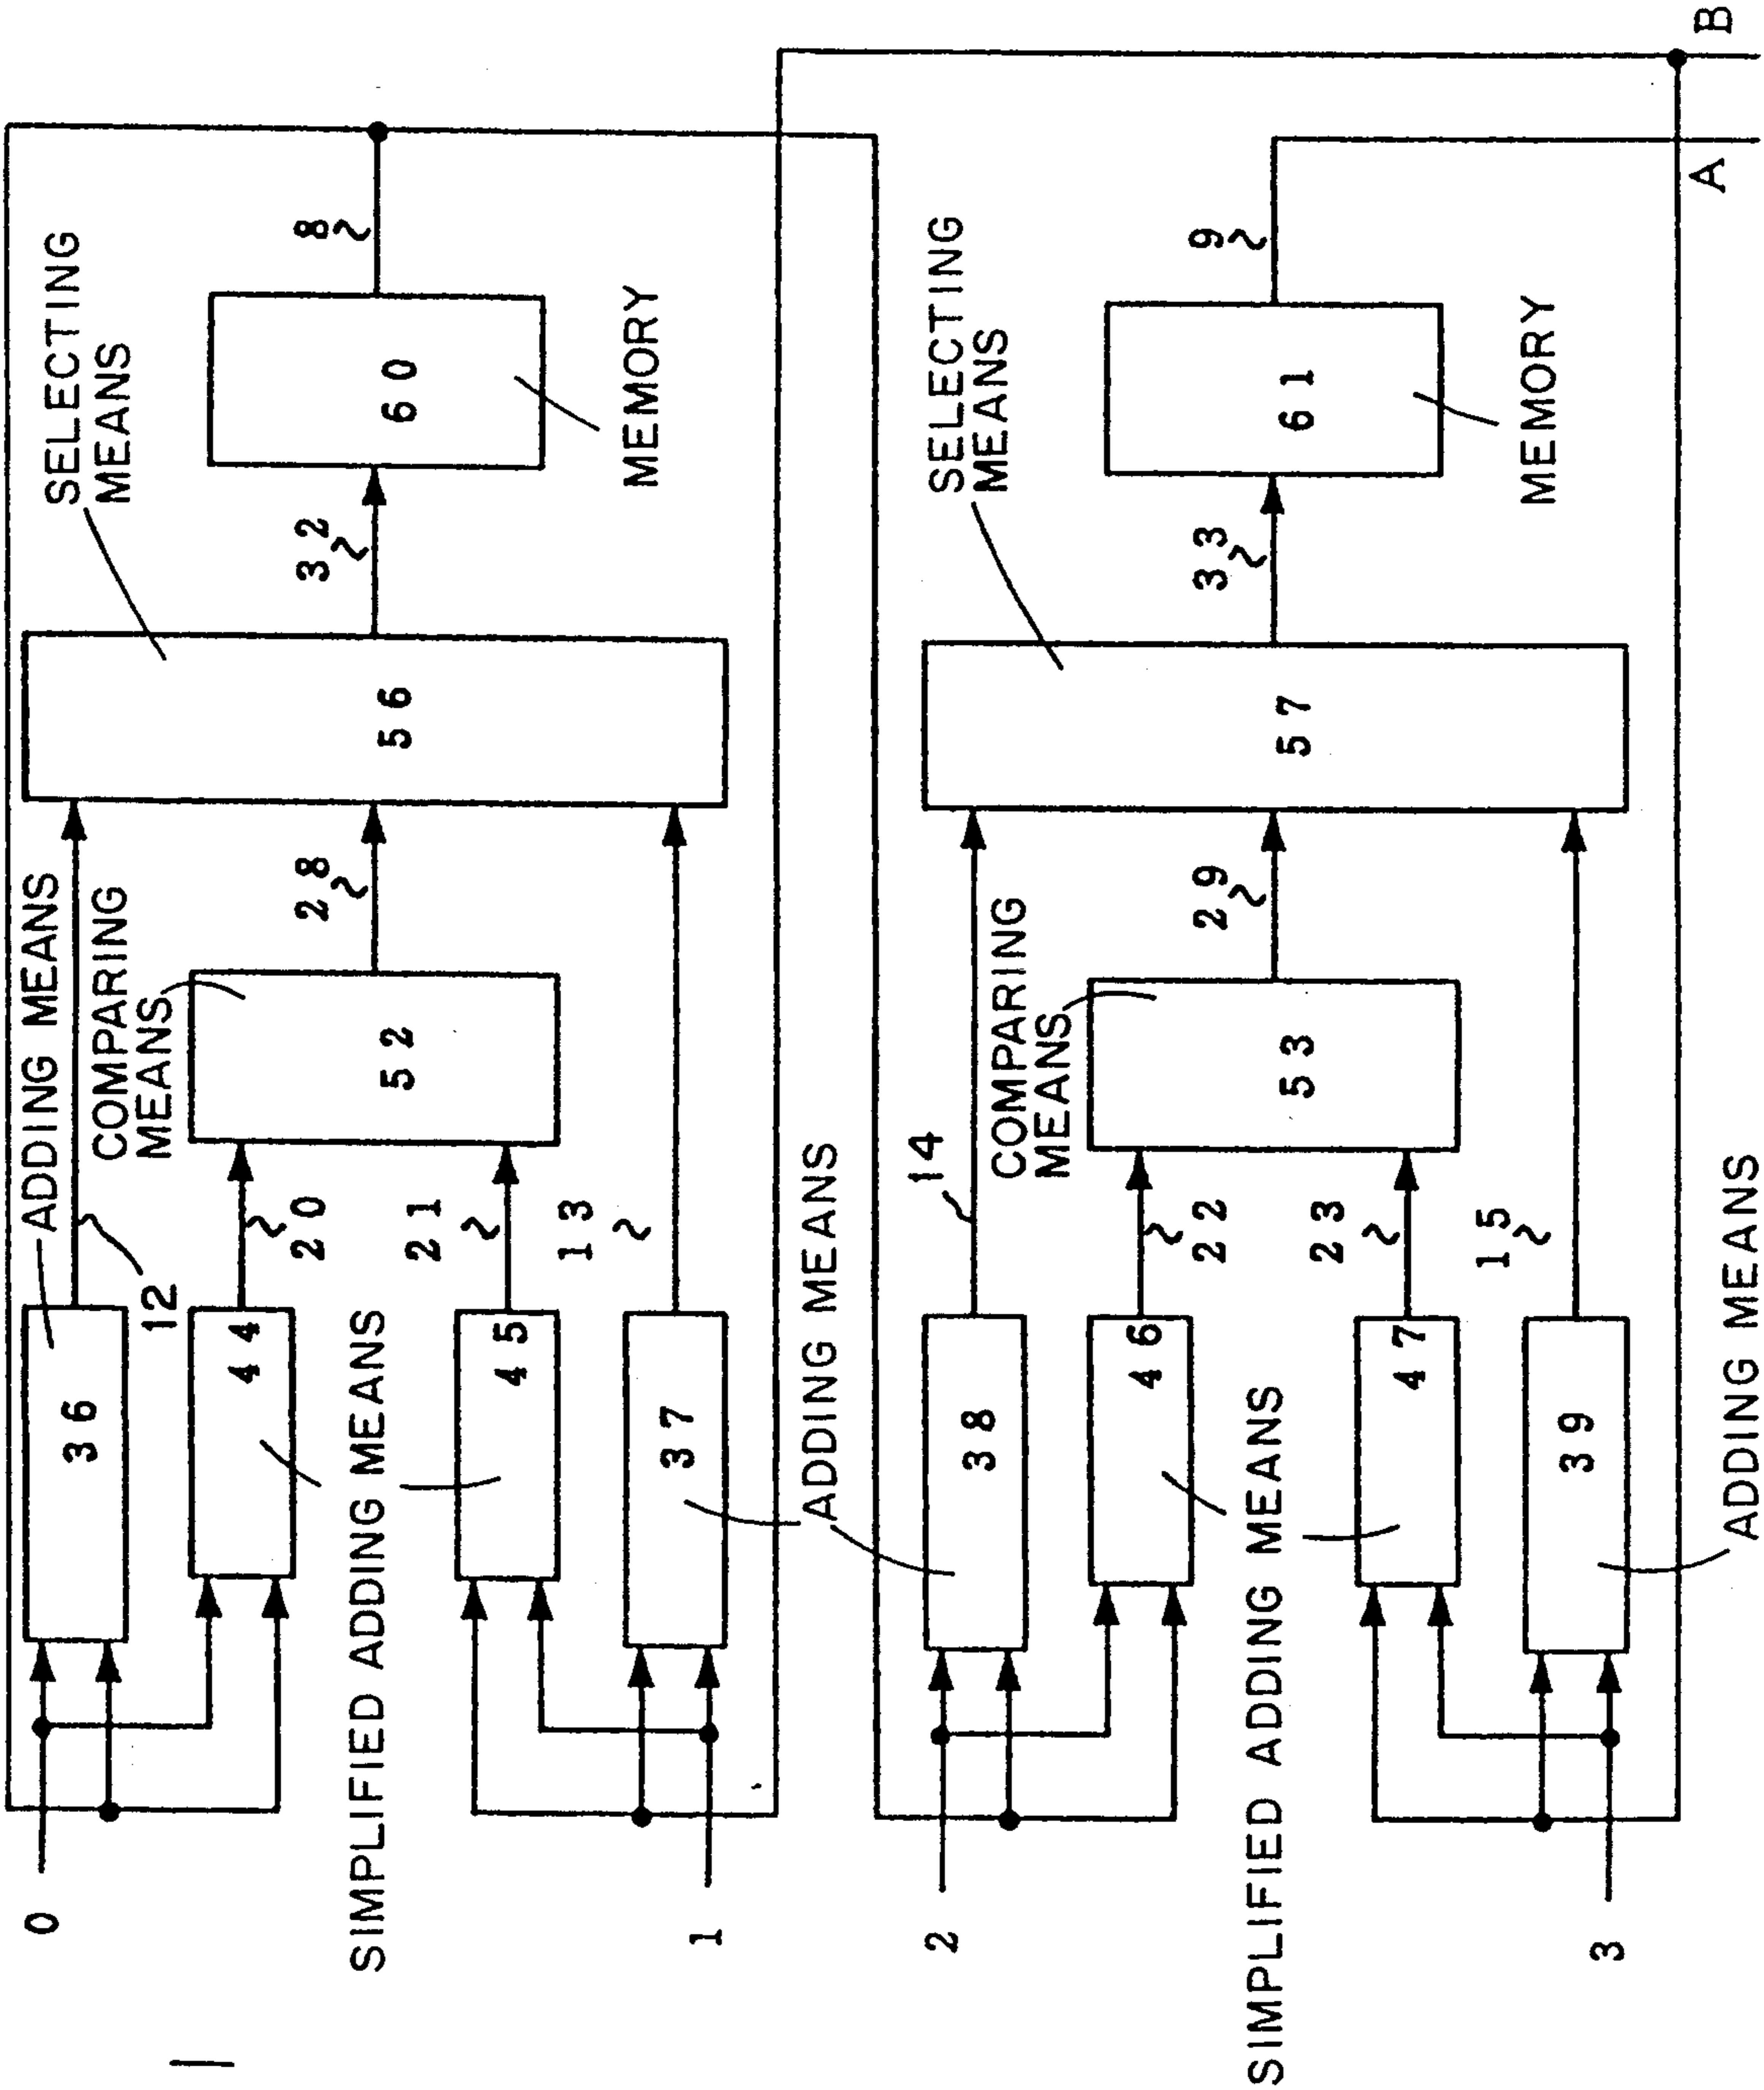 0
36
ADDING MEANS
12
44
20
COMPARING
MEANS
52
28
SELECTING
MEANS
56
32
60
MEMORY
8
SIMPLIFIED ADDING MEANS
45
21
13
37
1
ADDING MEANS
2
38
14
46
22
COMPARING
MEANS
53
29
SELECTING
MEANS
57
33
61
MEMORY
9
SIMPLIFIED ADDING MEANS
47
23
15
39
3
ADDING MEANS
A
B